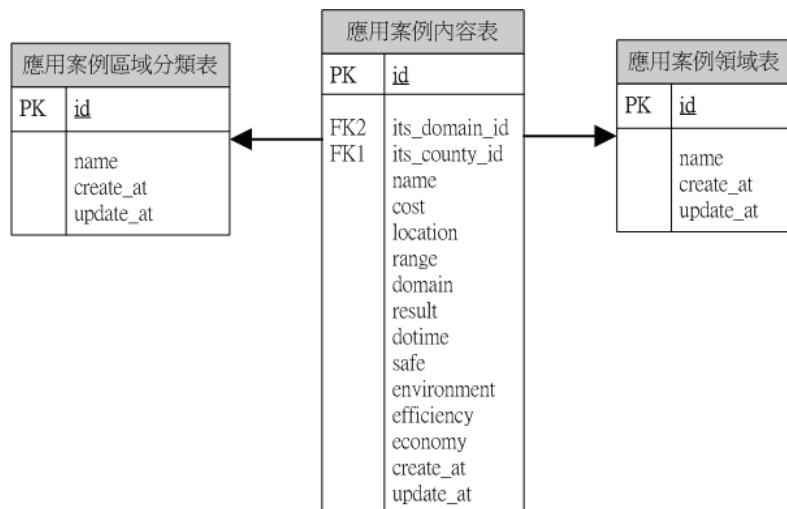 應用案例區域分類表
PK id
name
create_at
update_at
應用案例內容表
PK id
FK2 its_domain_id
FK1 its_county_id
name
cost
location
range
domain
result
dotime
safe
environment
efficiency
economy
create_at
update_at
應用案例領域表
PK id
name
create_at
update_at